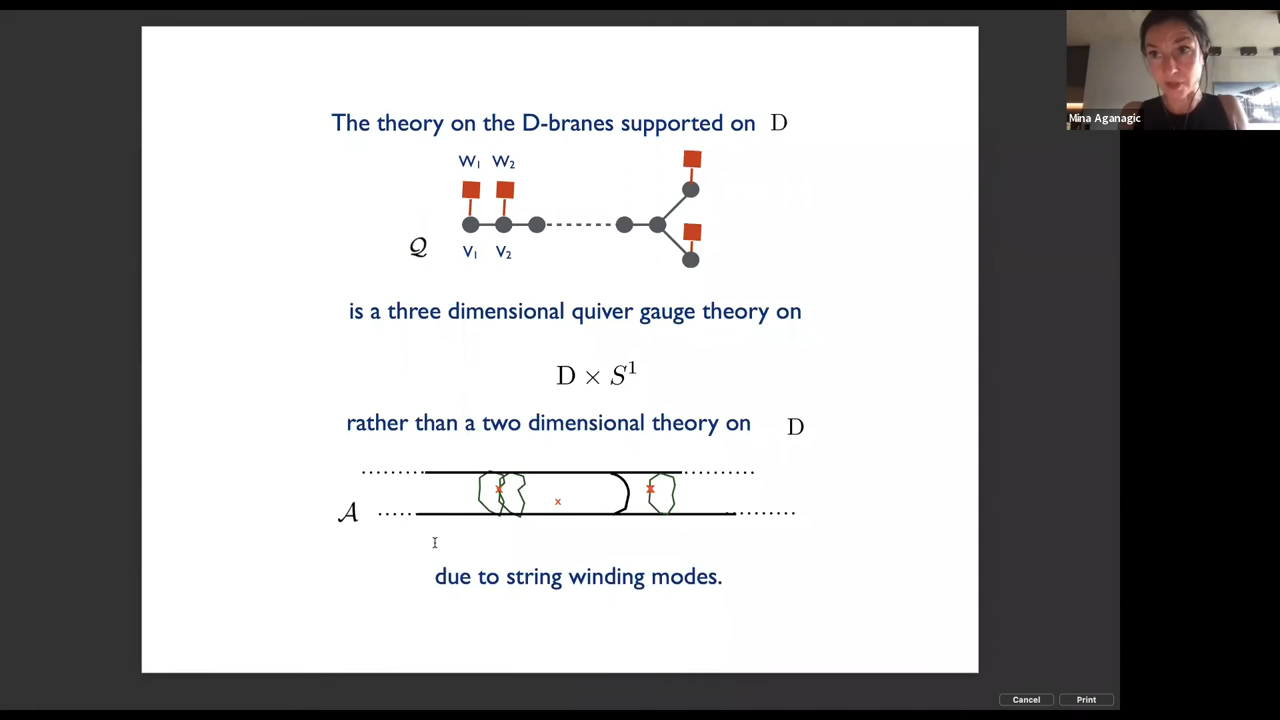 The theory on the D-branes supported on D
W₁ W₂
𝒬
V₁ V₂
is a three dimensional quiver gauge theory on
D × S¹
rather than a two dimensional theory on D
x x x
𝒜
due to string winding modes.
Mina Aganagic
Cancel Print